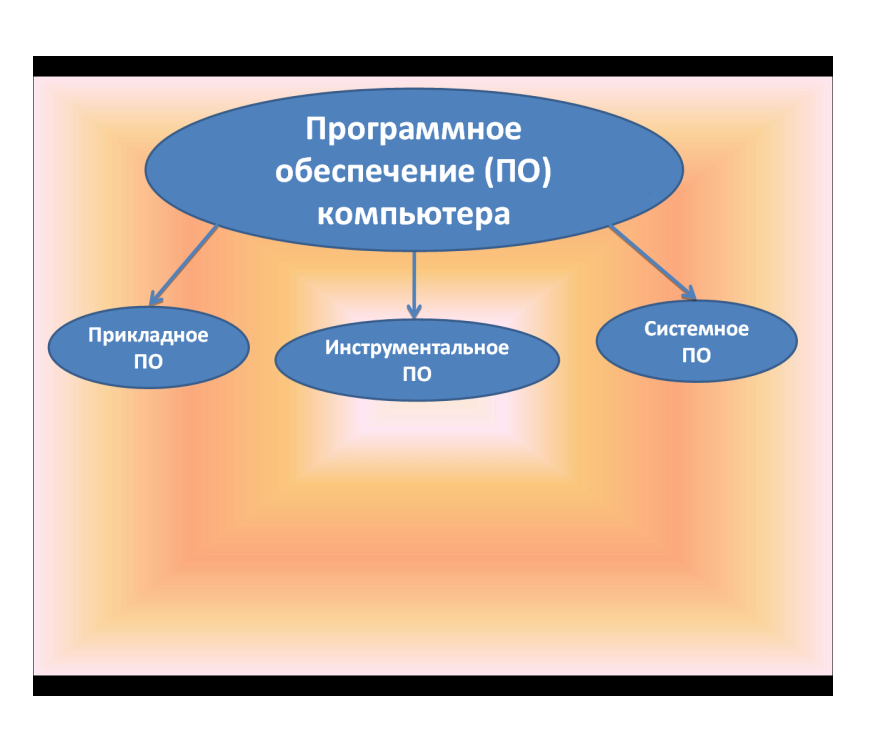 Программное
обеспечение (ПО)
компьютера
Прикладное
ПО
Инструментальное
ПО
Системное
ПО